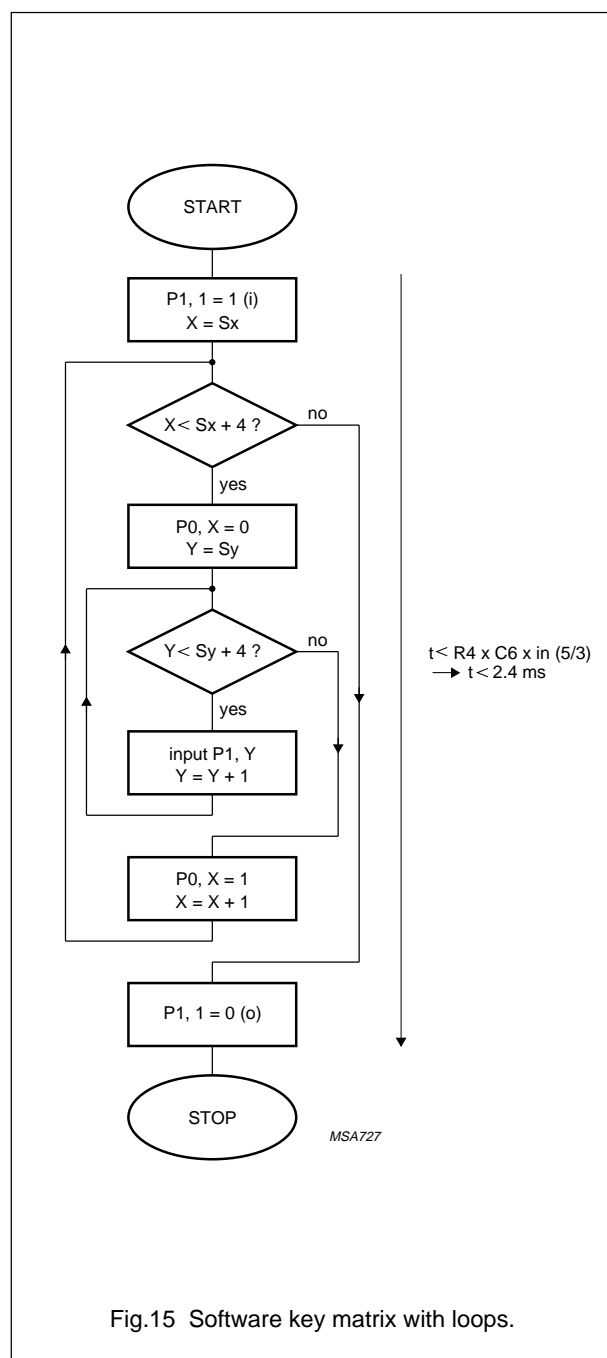 START
P1, 1 = 1 (i)
X = Sx
X < Sx + 4 ?
no
yes
P0, X = 0
Y = Sy
Y < Sy + 4 ?
no
yes
input P1, Y
Y = Y + 1
P0, X = 1
X = X + 1
P1, 1 = 0 (o)
STOP
t < R4 x C6 x in (5/3)
→ t < 2.4 ms
MSA727
Fig.15 Software key matrix with loops.